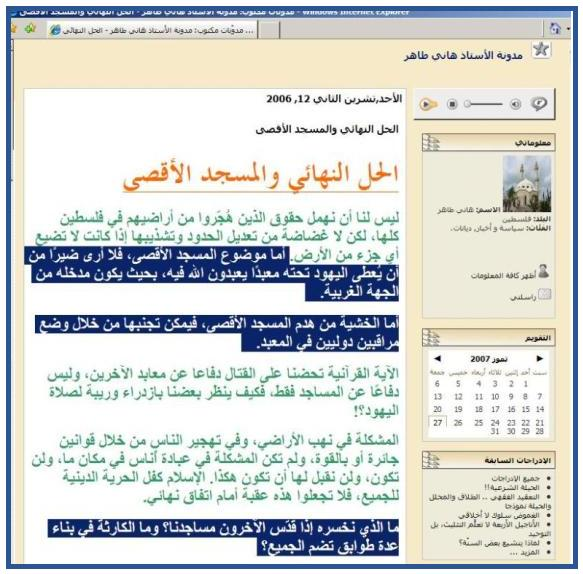 مدونات مكتوب: مدونة الأستاذ هاني طاهر - الحل النهائي والمسجد الأقصى - Windows Internet Explorer
مدونات مكتوب: مدونة الأستاذ هاني طاهر - الحل النهائي ...
مدونة الأستاذ هاني طاهر
الأحد,تشرين الثاني 12, 2006
الحل النهائي والمسجد الأقصى
الحل النهائي والمسجد الأقصى
ليس لنا أن نهمل حقوق الذين هُجّروا من أراضيهم في فلسطين
كلها، لكن لا غضاضة من تعديل الحدود وتشذيبها إذا كانت لا تضيع
أي جزء من الأرض. أما موضوع المسجد الأقصى، فلا أرى ضيرًا من
أن يُعطى اليهود تحته معبدًا يعبدون الله فيه، بحيث يكون مدخله من
الجهة الغربية.
أما الخشية من هدم المسجد الأقصى، فيمكن تجنبها من خلال وضع
مراقبين دوليين في المعبد.
الآية القرآنية تحضنا على القتال دفاعا عن معابد الآخرين، وليس
دفاعًا عن المساجد فقط، فكيف ينظر بعضنا بازدراء وريبة لصلاة
اليهود؟!
المشكلة في نهب الأراضي، وفي تهجير الناس من خلال قوانين
جائرة أو بالقوة، ولم تكن المشكلة في عبادة أناس في مكان ما، ولن
تكون، ولن نقبل لها أن تكون هكذا. الإسلام كفل الحرية الدينية
للجميع، فلا تجعلوا هذه عقبة أمام اتفاق نهائي.
ما الذي نخسره إذا قدّس الآخرون مساجدنا؟ وما الكارثة في بناء
عدة طوابق تضم الجميع؟
معلوماتي
الاسم: هاني طاهر
البلد: فلسطين
الفئات: سياسة و أخبار, ديانات.
أظهر كافة المعلومات
راسلني
التقويم
تموز 2007
سبت أحد إثنين ثلاثاء أربعاء خميس جمعة
1 2 3 4 5 6
7 8 9 10 11 12 13
14 15 16 17 18 19 20
21 22 23 24 25 26 27
28 29 30 31
الإدراجات السابقة
جميع الإدراجات
الحيلة الشرعية!!
التعقيد الفقهي .. الطلاق والمحلل
والحيلة نموذجا
الغموض سلوك لا أخلاقي
الأناجيل الأربعة لا تعلّم التثليث، بل
التوحيد
لماذا يتشيع بعض السنّة؟
المزيد ...